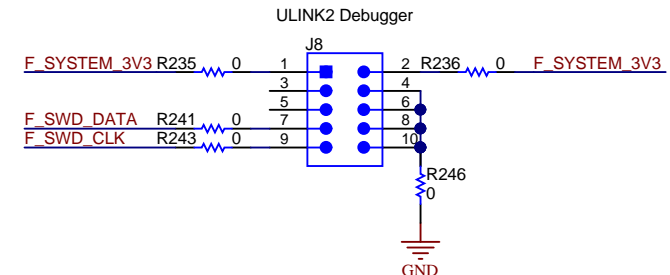 ULINK2 Debugger
J8
F_SYSTEM_3V3 R235 0 1 2 R236 0 F_SYSTEM_3V3
3 4
5 6
F_SWD_DATA R241 0 7 8
F_SWD_CLK R243 0 9 10
R246
0
GND